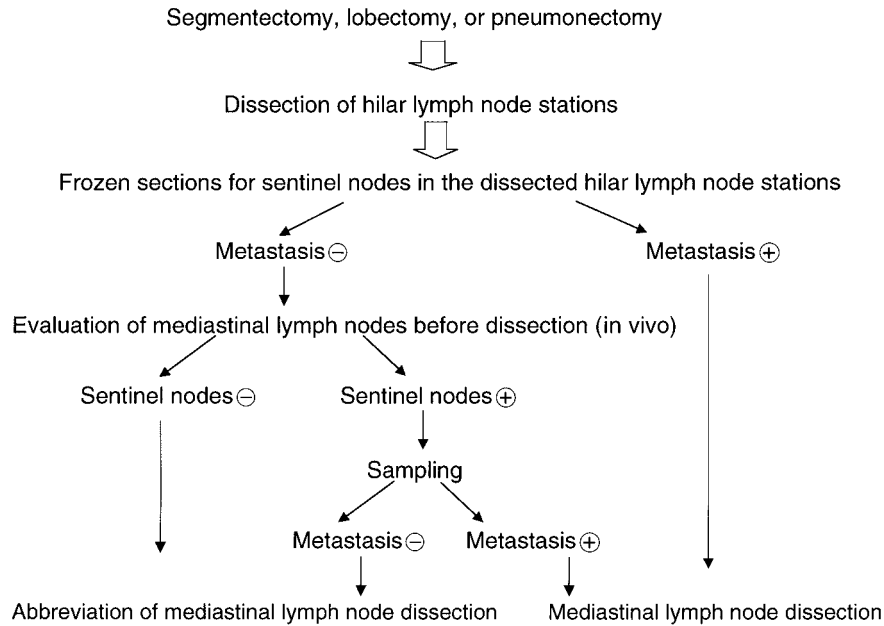 Segmentectomy, lobectomy, or pneumonectomy
Dissection of hilar lymph node stations
Frozen sections for sentinel nodes in the dissected hilar lymph node stations
Metastasis ⊖
Metastasis ⊕
Evaluation of mediastinal lymph nodes before dissection (in vivo)
Sentinel nodes ⊖
Sentinel nodes ⊕
Sampling
Metastasis ⊖
Metastasis ⊕
Abbreviation of mediastinal lymph node dissection
Mediastinal lymph node dissection